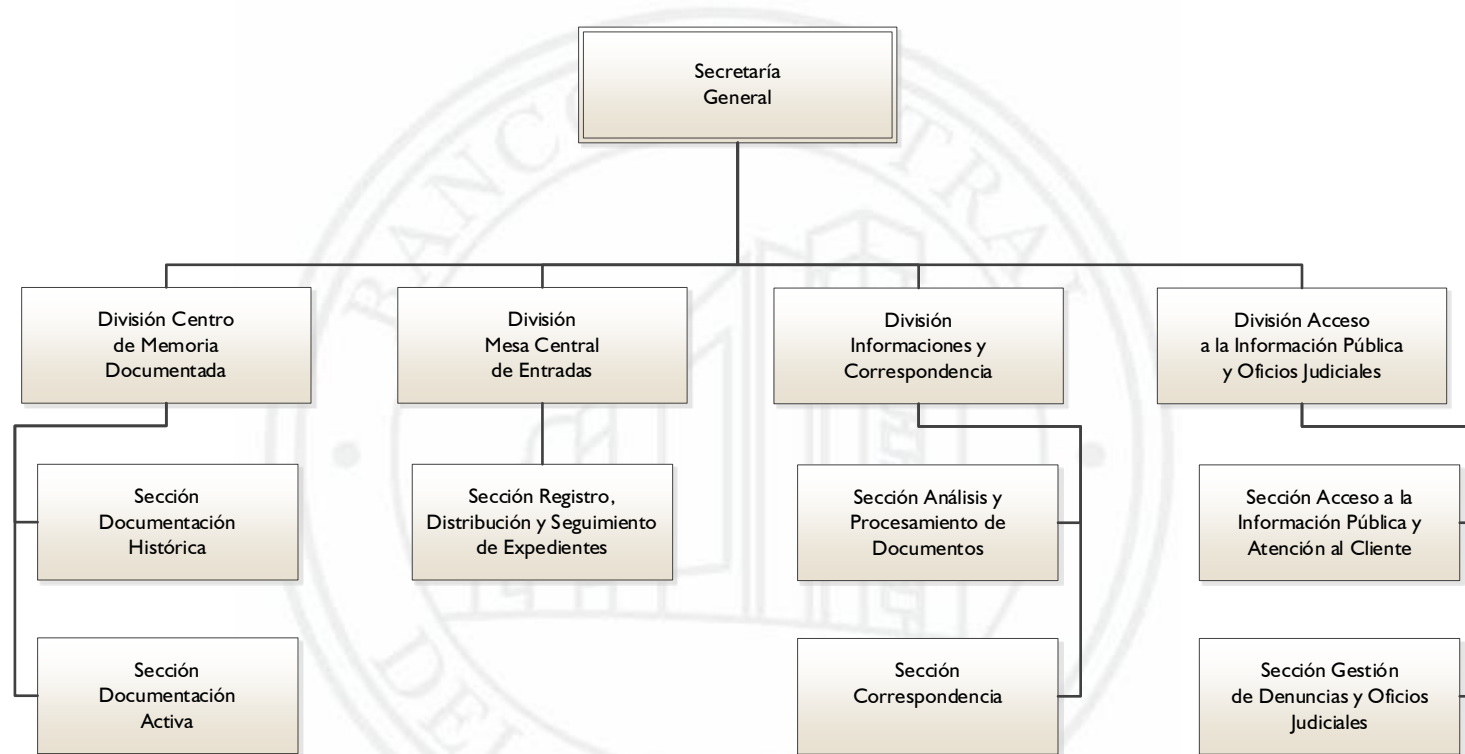 Secretaría
General
División Centro
de Memoria
Documentada
División
Mesa Central
de Entradas
División
Informaciones y
Correspondencia
División Acceso
a la Información Pública
y Oficios Judiciales
Sección
Documentación
Histórica
Sección Registro,
Distribución y Seguimiento
de Expedientes
Sección Análisis y
Procesamiento de
Documentos
Sección Acceso a la
Información Pública y
Atención al Cliente
Sección
Documentación
Activa
Sección
Correspondencia
Sección Gestión
de Denuncias y Oficios
Judiciales